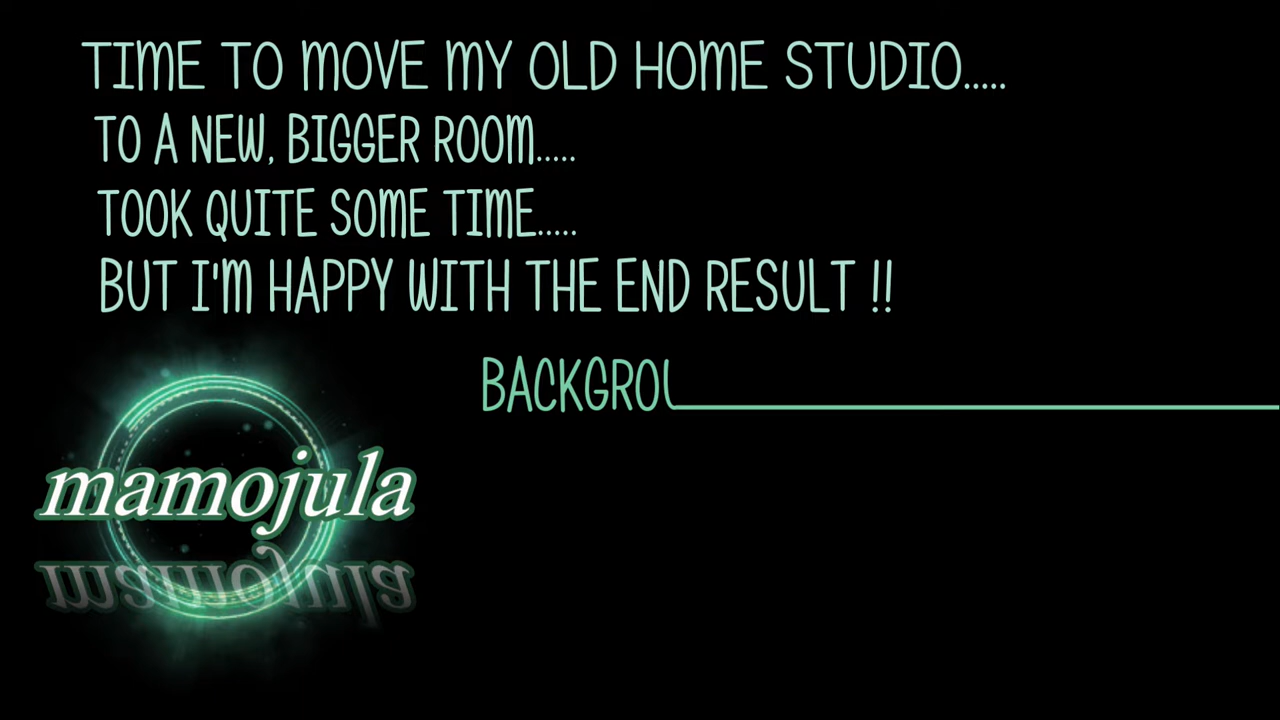 TIME TO MOVE MY OLD HOME STUDIO.....
TO A NEW, BIGGER ROOM.....
TOOK QUITE SOME TIME.....
BUT I'M HAPPY WITH THE END RESULT !!
BACKGROU
mamojula